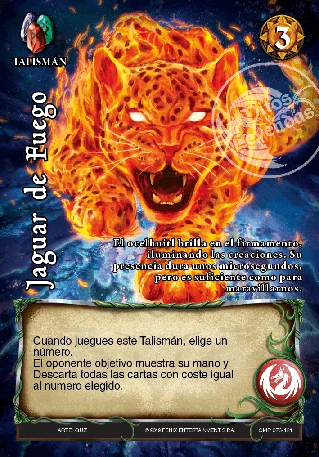 TALISMÁN
3
Jaguar de Fuego
El ocelhuitl brilla en el firmamento,
iluminando las creaciones. Su
presencia dura unos microsegundos,
pero es suficiente como para
maravillarnos.
Cuando juegues este Talismán, elige un
número.
El oponente objetivo muestra su mano y
Descarta todas las cartas con coste igual
al numero elegido.